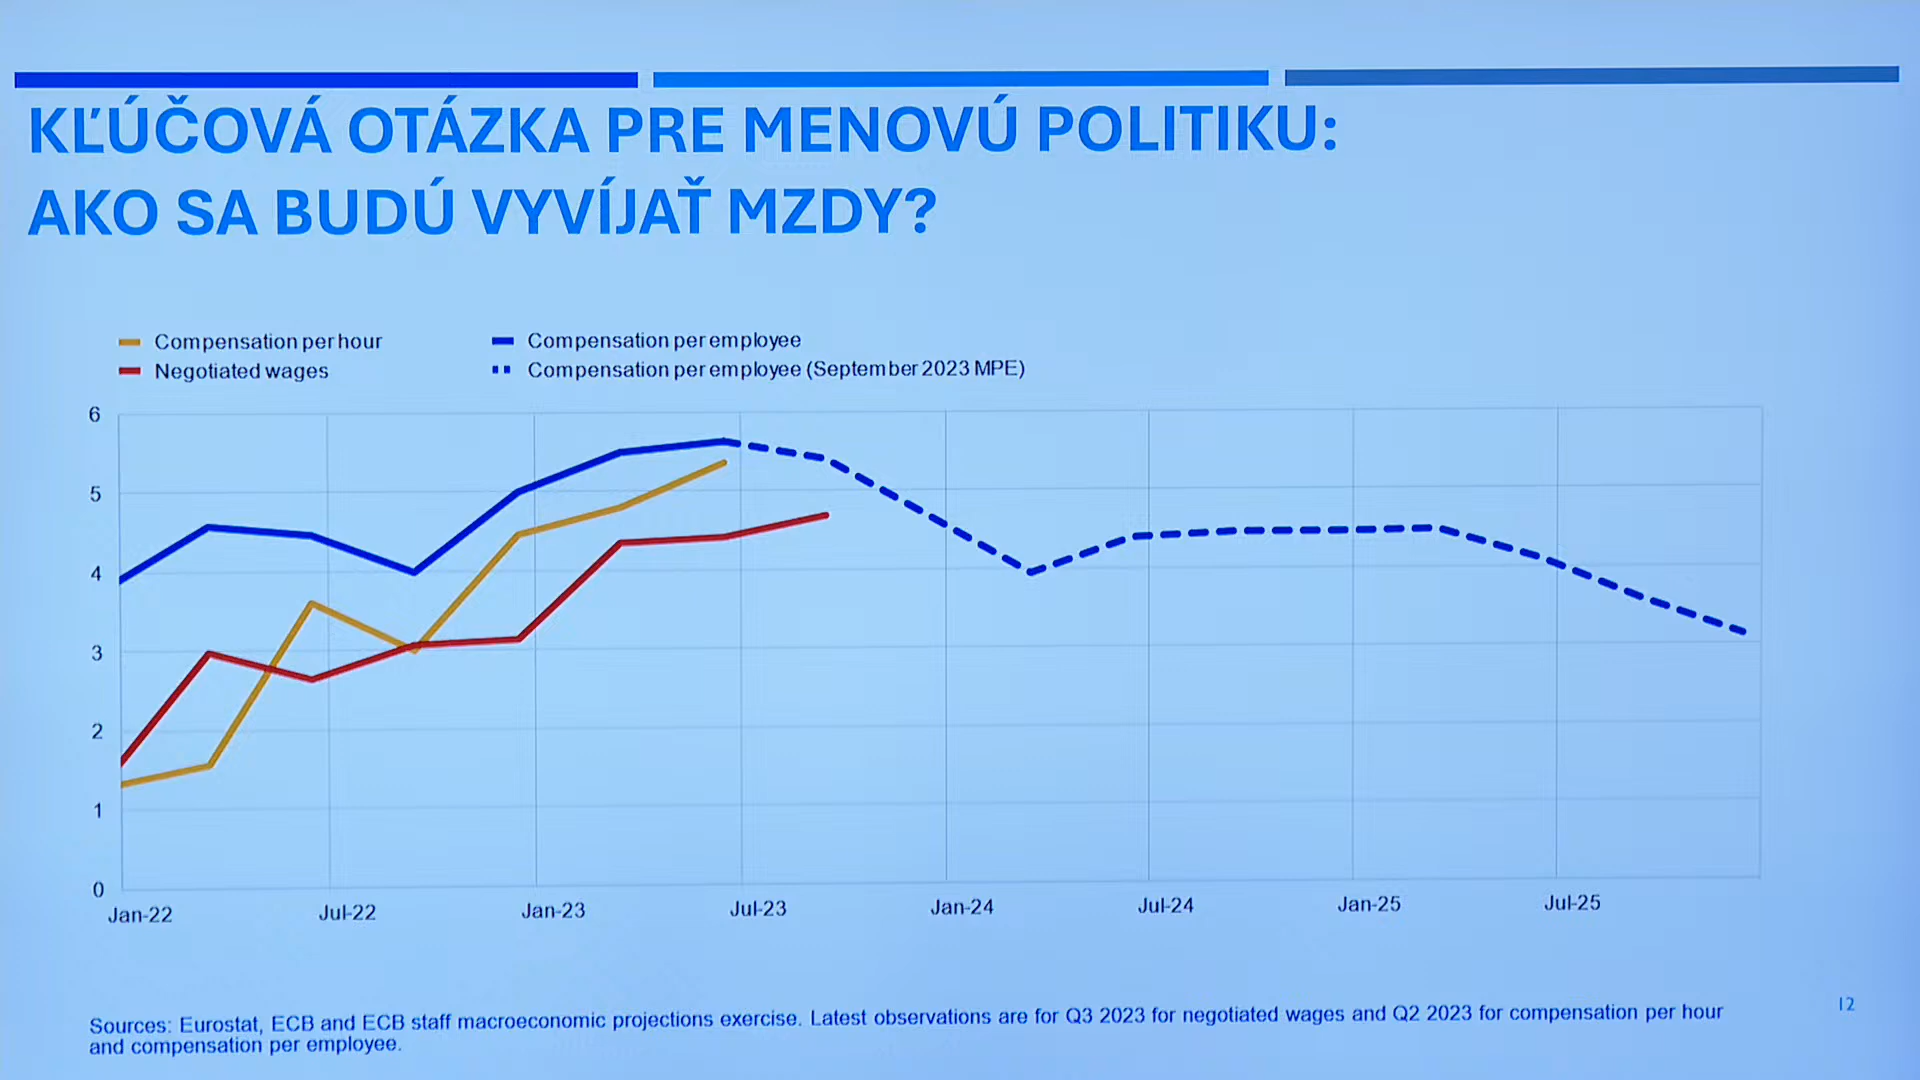 KĽÚČOVÁ OTÁZKA PRE MENOVÚ POLITIKU:
AKO SA BUDÚ VYVÍJAŤ MZDY?
Compensation per hour
Compensation per employee
Negotiated wages
Compensation per employee (September 2023 MPE)
6
5
4
3
2
1
0
Jan-22 Jul-22 Jan-23 Jul-23 Jan-24 Jul-24 Jan-25 Jul-25
12
Sources: Eurostat, ECB and ECB staff macroeconomic projections exercise. Latest observations are for Q3 2023 for negotiated wages and Q2 2023 for compensation per hour
and compensation per employee.